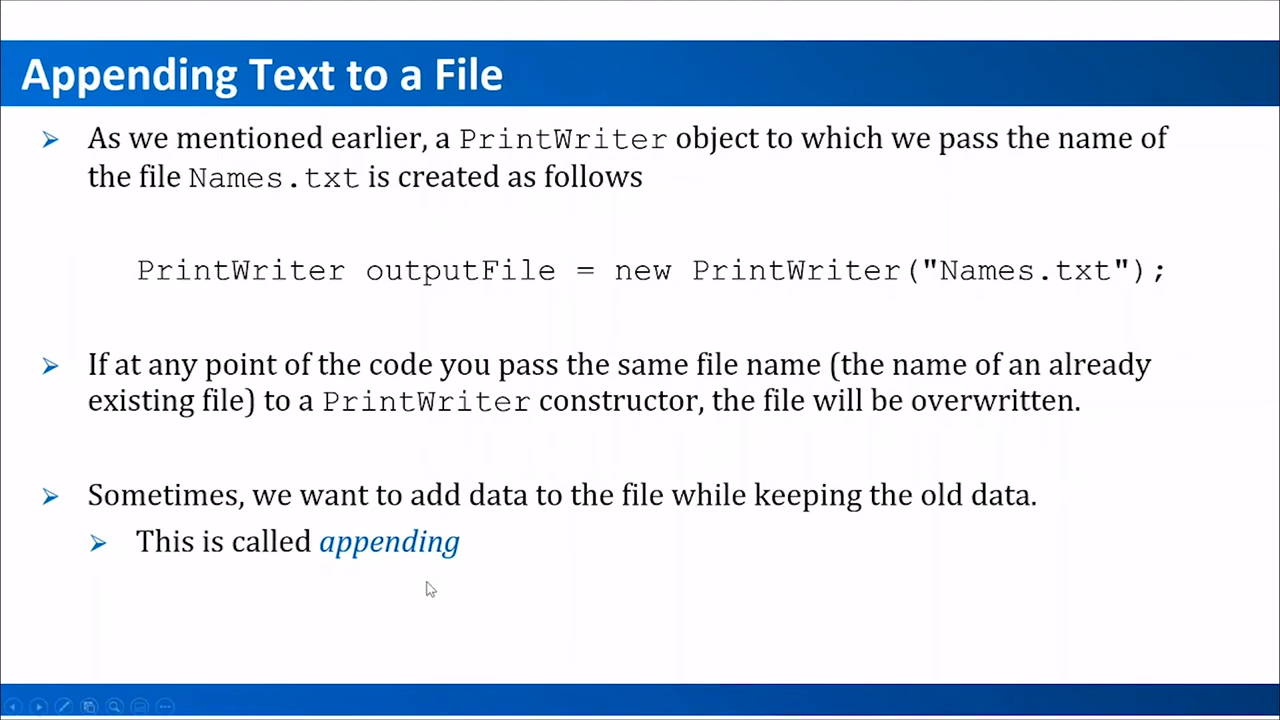 Appending Text to a File
As we mentioned earlier, a PrintWriter object to which we pass the name of
the file Names.txt is created as follows
PrintWriter outputFile = new PrintWriter("Names.txt");
If at any point of the code you pass the same file name (the name of an already
existing file) to a PrintWriter constructor, the file will be overwritten.
Sometimes, we want to add data to the file while keeping the old data.
This is called appending